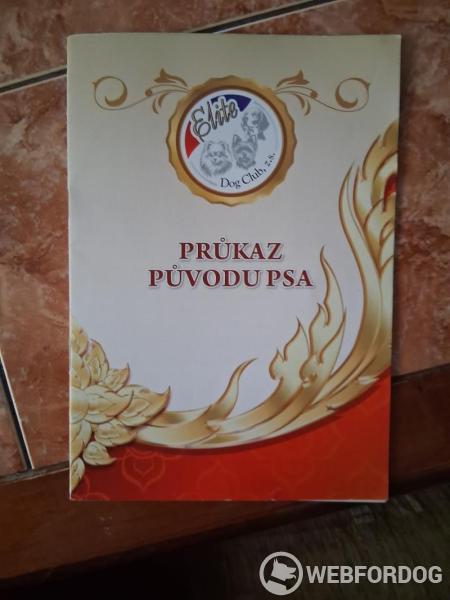 Elite
Dog Club, z.s.
PRŮKAZ
PŮVODU PSA
WEBFORDOG